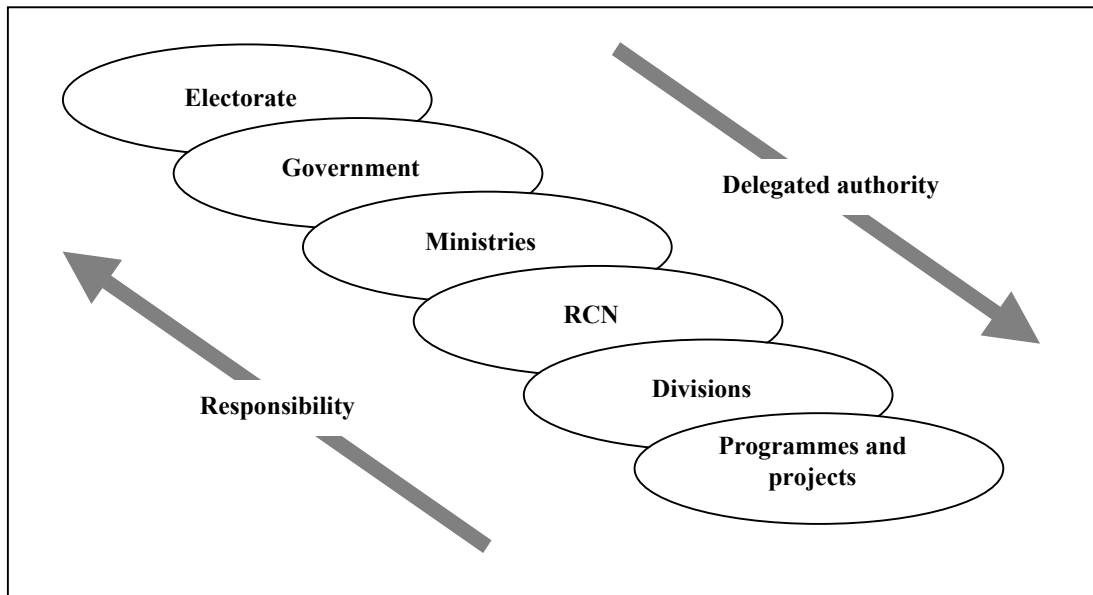 Electorate
Government
Delegated authority
Ministries
RCN
Divisions
Responsibility
Programmes and
projects